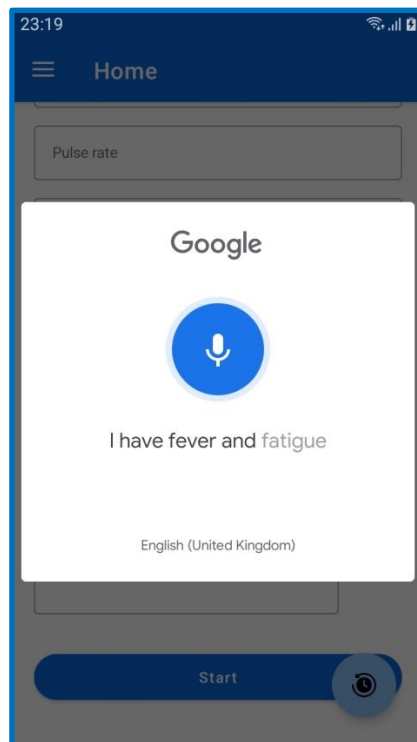 23:19
Home
Pulse rate
Google
I have fever and fatigue
English (United Kingdom)
Start